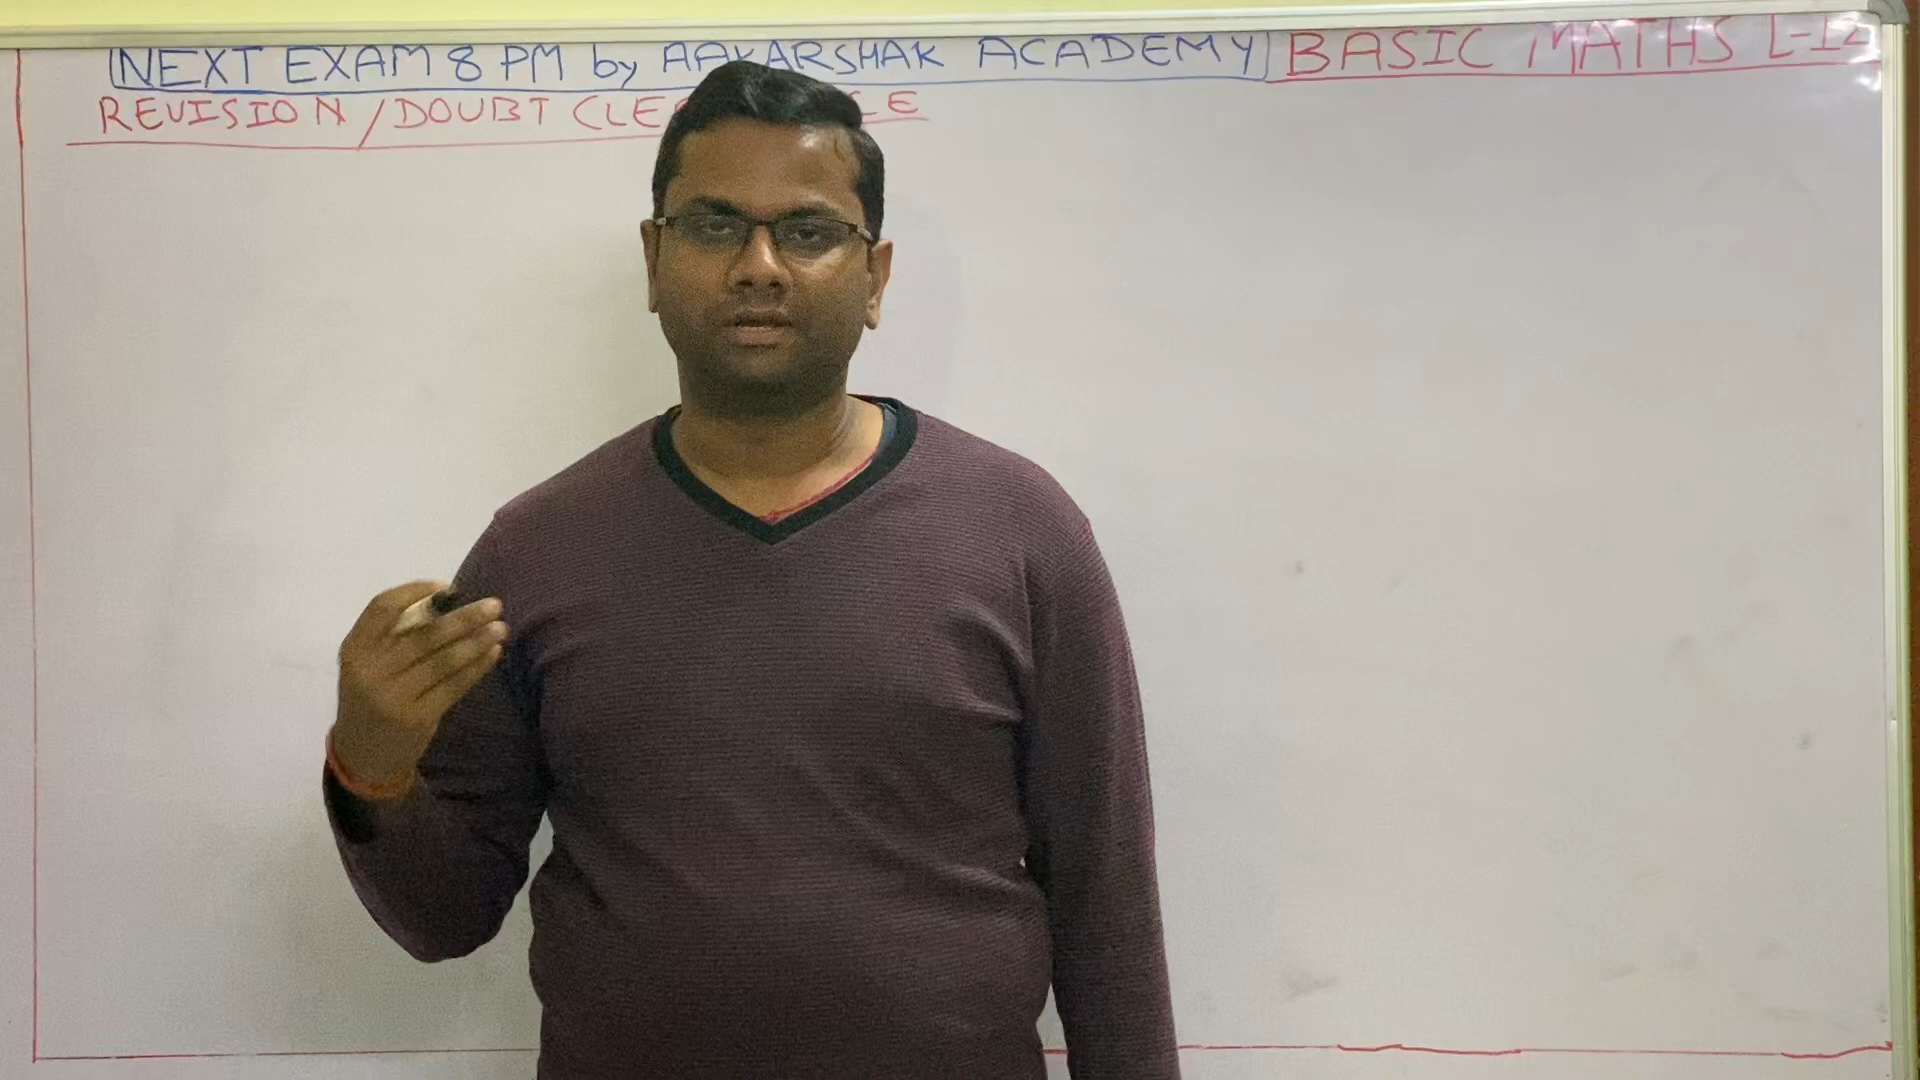 NEXT EXAM 8 PM by AAKARSHAK ACADEMY BASIC MATHS L-12
REVISION / DOUBT